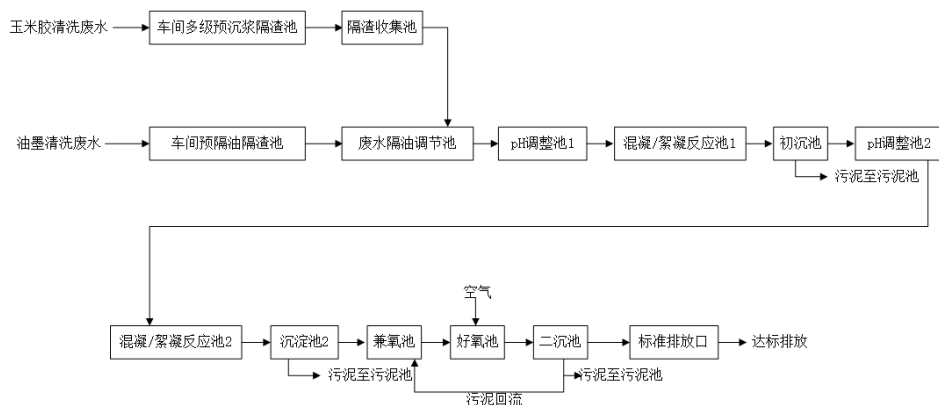 玉米胶清洗废水
车间多级预沉浆隔渣池
隔渣收集池
油墨清洗废水
车间预隔油隔渣池
废水隔油调节池
pH调整池1
混凝/絮凝反应池1
初沉池
pH调整池2
污泥至污泥池
空气
混凝/絮凝反应池2
沉淀池2
兼氧池
好氧池
二沉池
标准排放口
达标排放
污泥至污泥池
污泥至污泥池
污泥回流